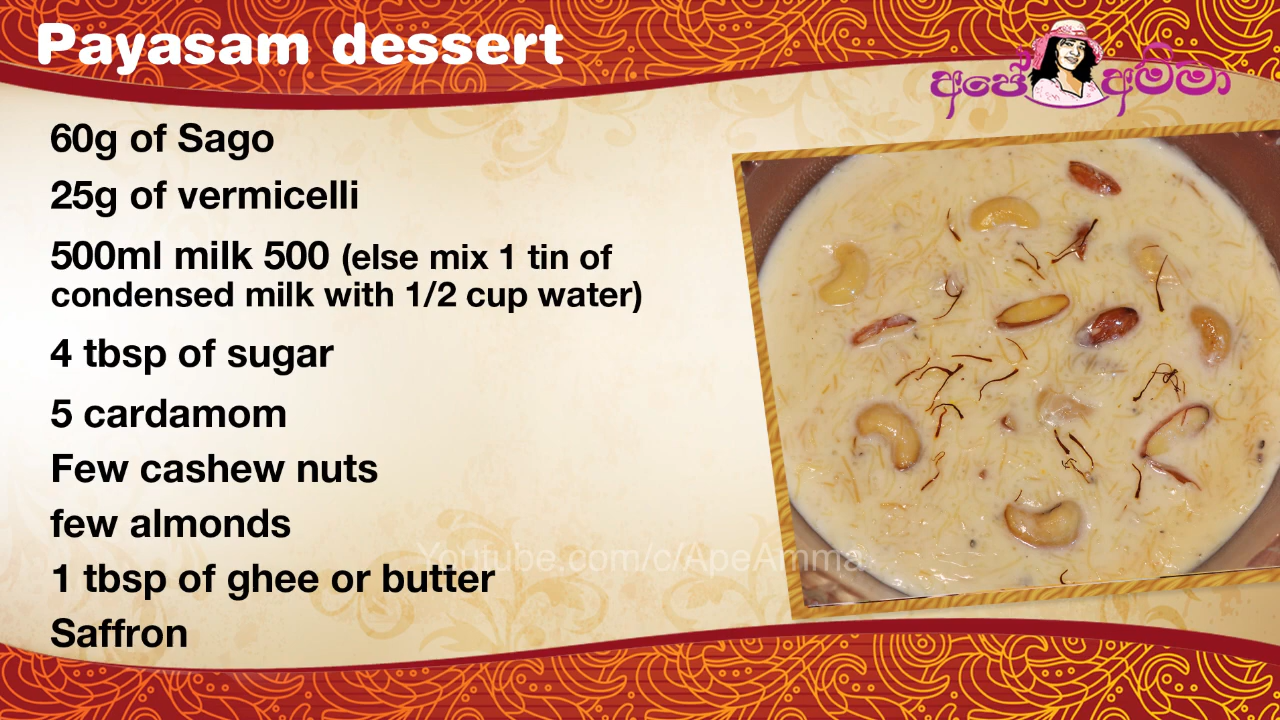 Payasam dessert
අපේ අම්මා
60g of Sago
25g of vermicelli
500ml milk 500 (else mix 1 tin of
condensed milk with 1/2 cup water)
4 tbsp of sugar
5 cardamom
Few cashew nuts
few almonds
Youtube.com/c/ApeAmma
1 tbsp of ghee or butter
Saffron